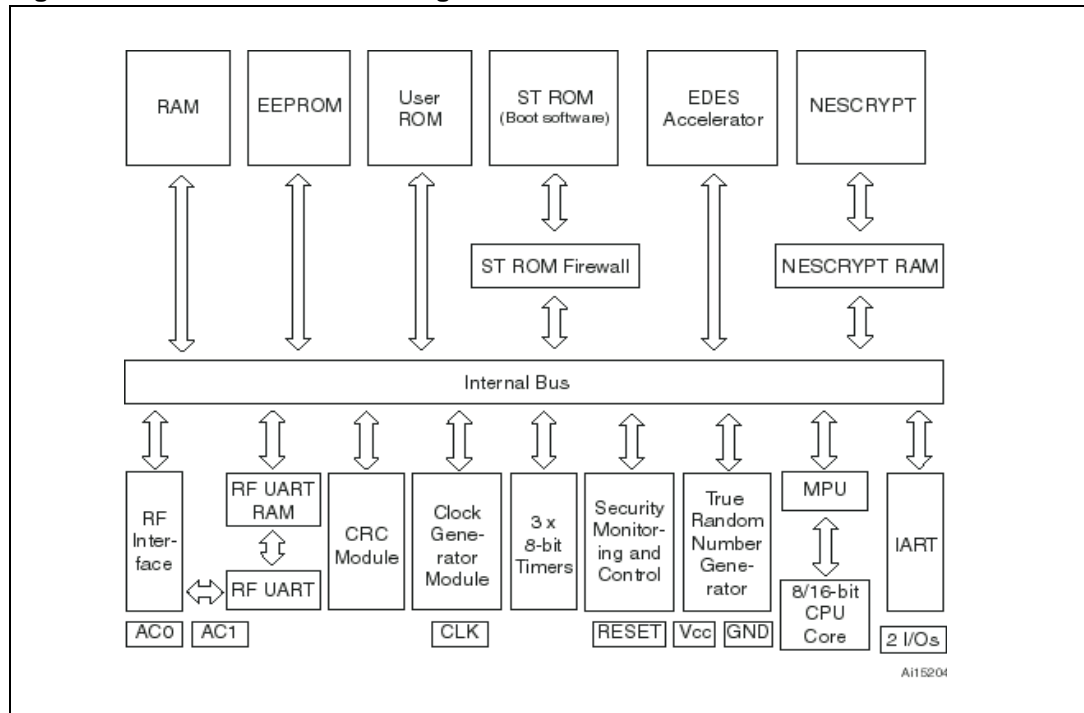 RAM
EEPROM
User
ROM
ST ROM
(Boot software)
EDES
Accelerator
NESCRYPT
ST ROM Firewall
NESCRYPT RAM
Internal Bus
RF
Inter-
face
RF UART
RAM
RF UART
CRC
Module
Clock
Gene-
rator
Module
3 x
8-bit
Timers
Security
Monitor-
ing and
Control
True
Random
Number
Gene-
rator
MPU
8/16-bit
CPU
Core
IART
AC0
AC1
CLK
RESET
Vcc
GND
2 I/Os
Ai15204